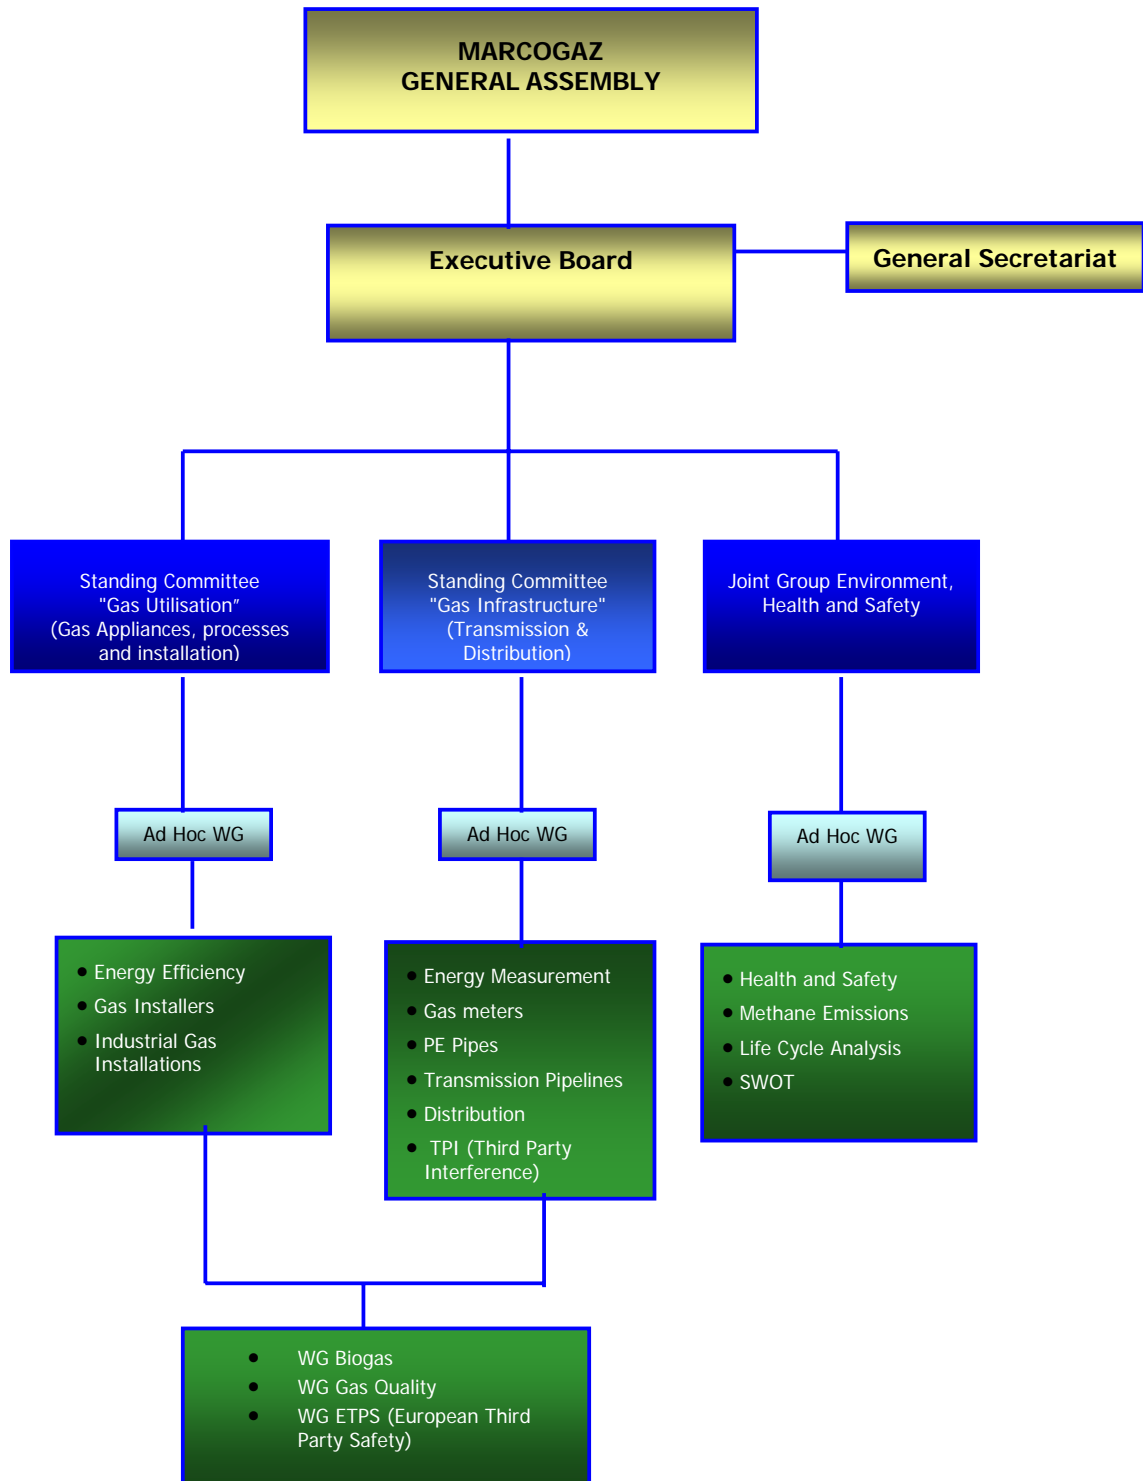 MARCOGAZ
GENERAL ASSEMBLY
Executive Board
General Secretariat
Standing Committee
"Gas Utilisation”
(Gas Appliances, processes
and installation)
Standing Committee
"Gas Infrastructure"
(Transmission &
Distribution)
Joint Group Environment,
Health and Safety
Ad Hoc WG
Ad Hoc WG
Ad Hoc WG
• Energy Efficiency
• Gas Installers
• Industrial Gas
Installations
• Energy Measurement
• Gas meters
• PE Pipes
• Transmission Pipelines
• Distribution
• TPI (Third Party
Interference)
• Health and Safety
• Methane Emissions
• Life Cycle Analysis
• SWOT
• WG Biogas
• WG Gas Quality
• WG ETPS (European Third
Party Safety)